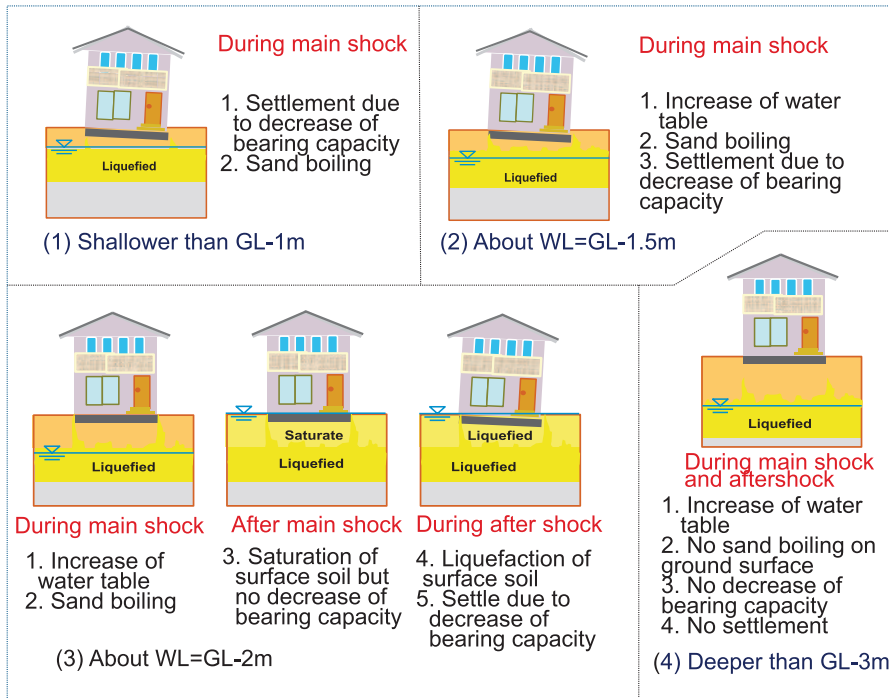 During main shock
1. Settlement due
to decrease of
bearing capacity
2. Sand boiling
Liquefied
(1) Shallower than GL-1m
During main shock
1. Increase of water
table
2. Sand boiling
3. Settlement due to
decrease of bearing
capacity
Liquefied
(2) About WL=GL-1.5m
Liquefied
During main shock
1. Increase of
water table
2. Sand boiling
Saturate
Liquefied
After main shock
3. Saturation of
surface soil but
no decrease of
bearing capacity
Liquefied
Liquefied
During after shock
4. Liquefaction of
surface soil
5. Settle due to
decrease of
bearing capacity
(3) About WL=GL-2m
Liquefied
During main shock
and aftershock
1. Increase of water
table
2. No sand boiling on
ground surface
3. No decrease of
bearing capacity
4. No settlement
(4) Deeper than GL-3m